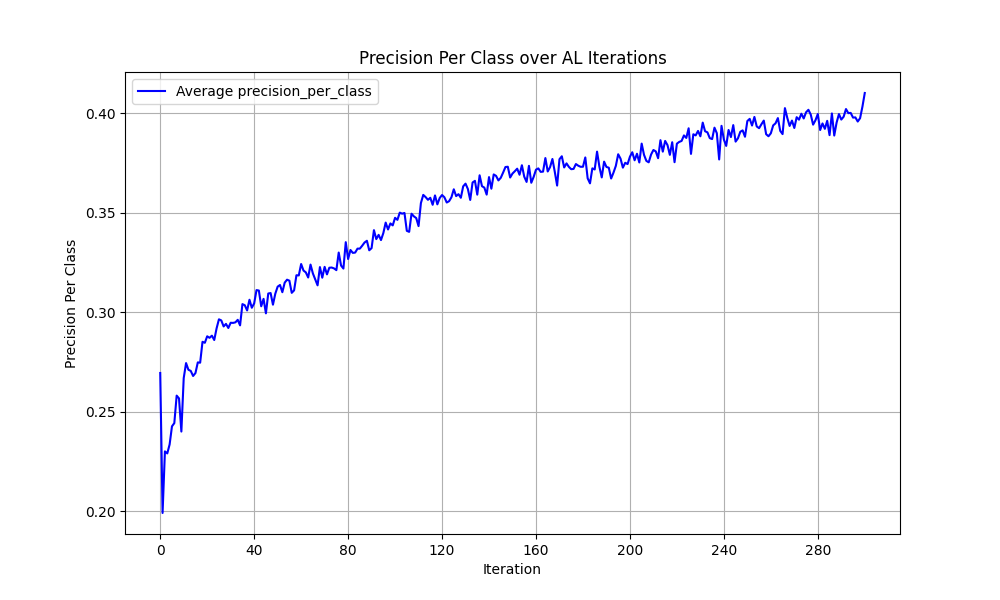 Precision Per Class over AL Iterations
Average precision_per_class
Precision Per Class
0.40
0.35
0.30
0.25
0.20
0 40 80 120 160 200 240 280
Iteration